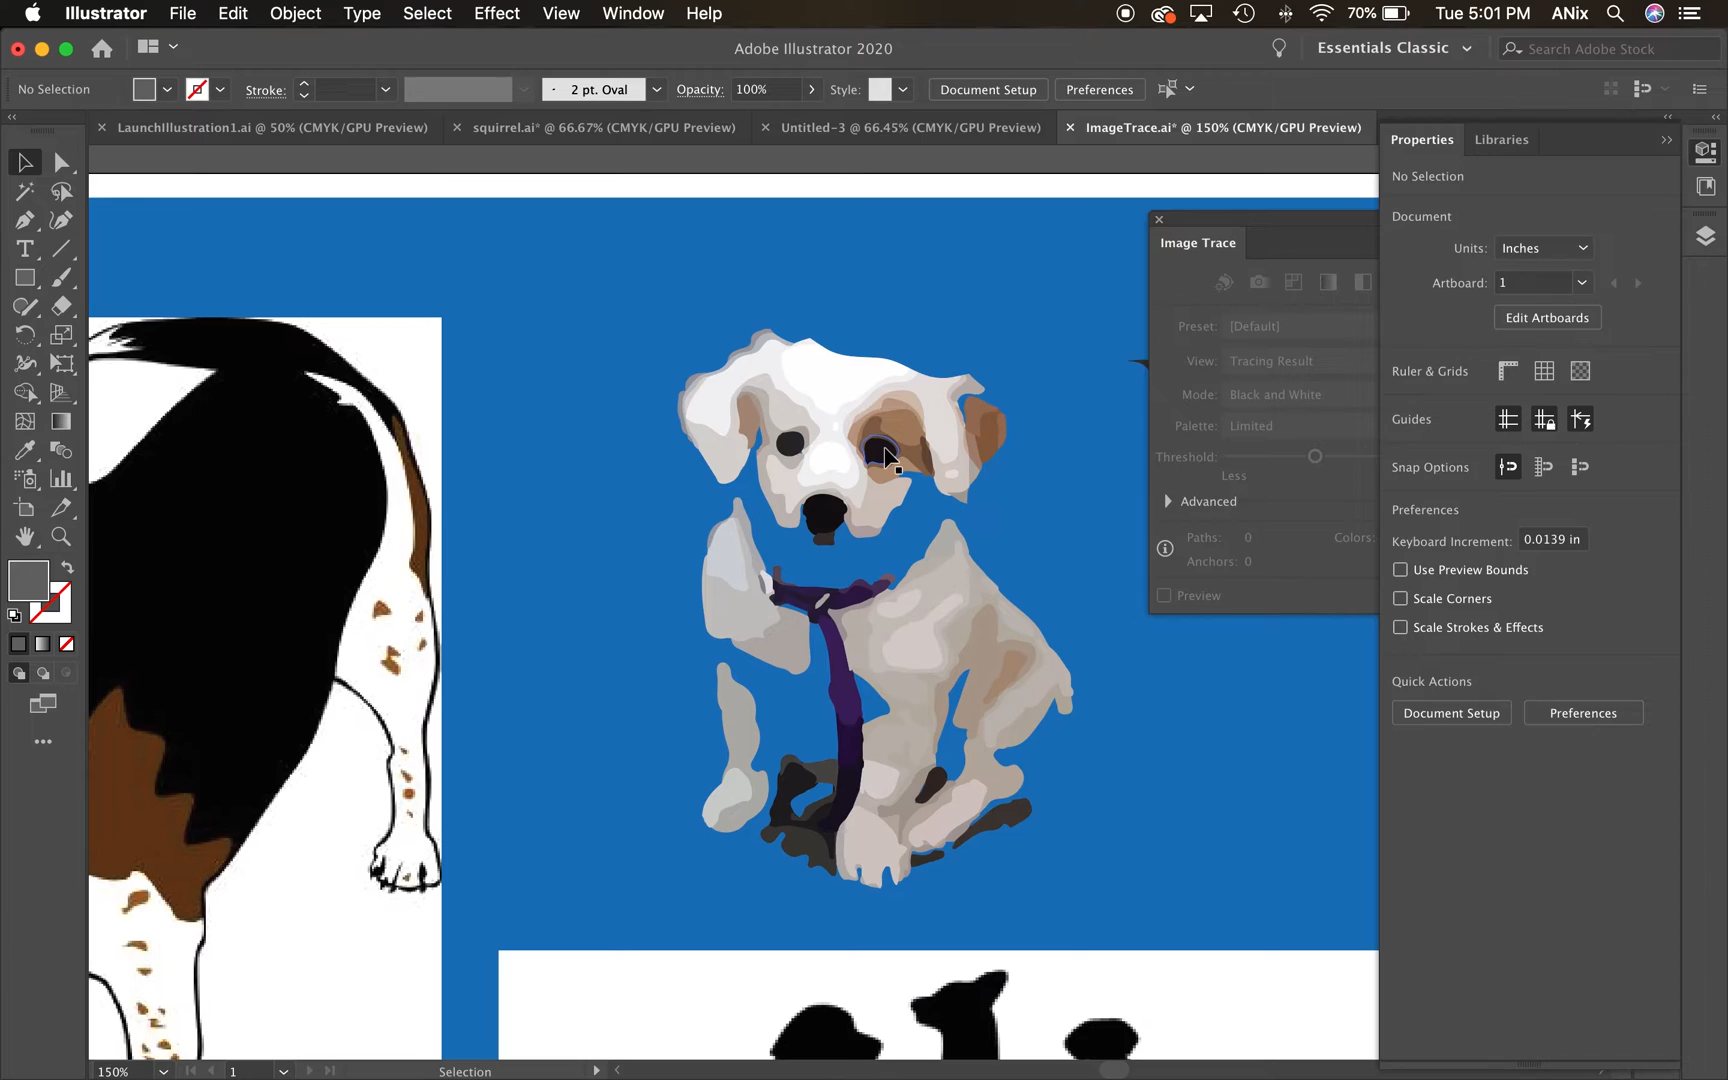 Illustrator File Edit Object Type Select Effect View Window Help 70% Tue 5:01 PM ANix
Adobe Illustrator 2020 Essentials Classic Search Adobe Stock
No Selection Stroke: 2 pt. Oval Opacity: 100% Style: Document Setup Preferences
LaunchIllustration1.ai @ 50% (CMYK/GPU Preview) squirrel.ai* @ 66.67% (CMYK/GPU Preview) Untitled-3 @ 66.45% (CMYK/GPU Preview) ImageTrace.ai* @ 150% (CMYK/GPU Preview)
Properties Libraries
No Selection
Document
Units: Inches
Artboard: 1
Edit Artboards
Ruler & Grids
Guides
Snap Options
Preferences
Keyboard Increment: 0.0139 in
Use Preview Bounds
Scale Corners
Scale Strokes & Effects
Quick Actions
Document Setup Preferences
Image Trace
Preset: [Default]
View: Tracing Result
Mode: Black and White
Palette: Limited
Threshold:
Less
Advanced
Paths: 0 Colors:
Anchors: 0
Preview
150% 1 Selection